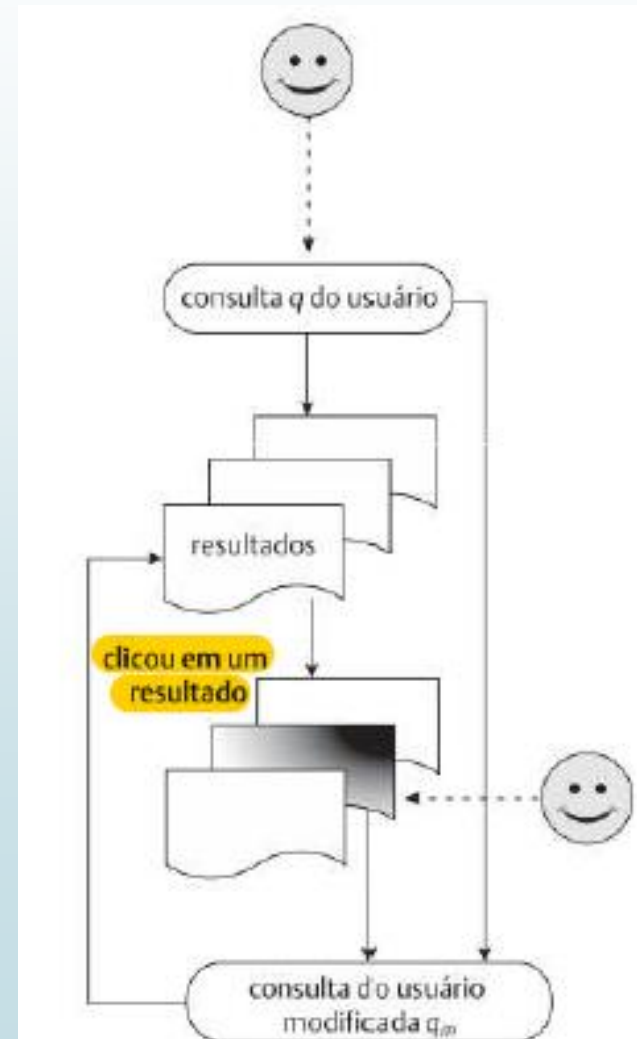 consulta q do usuário
resultados
clicou em um
resultado
consulta do usuário
modificada qm